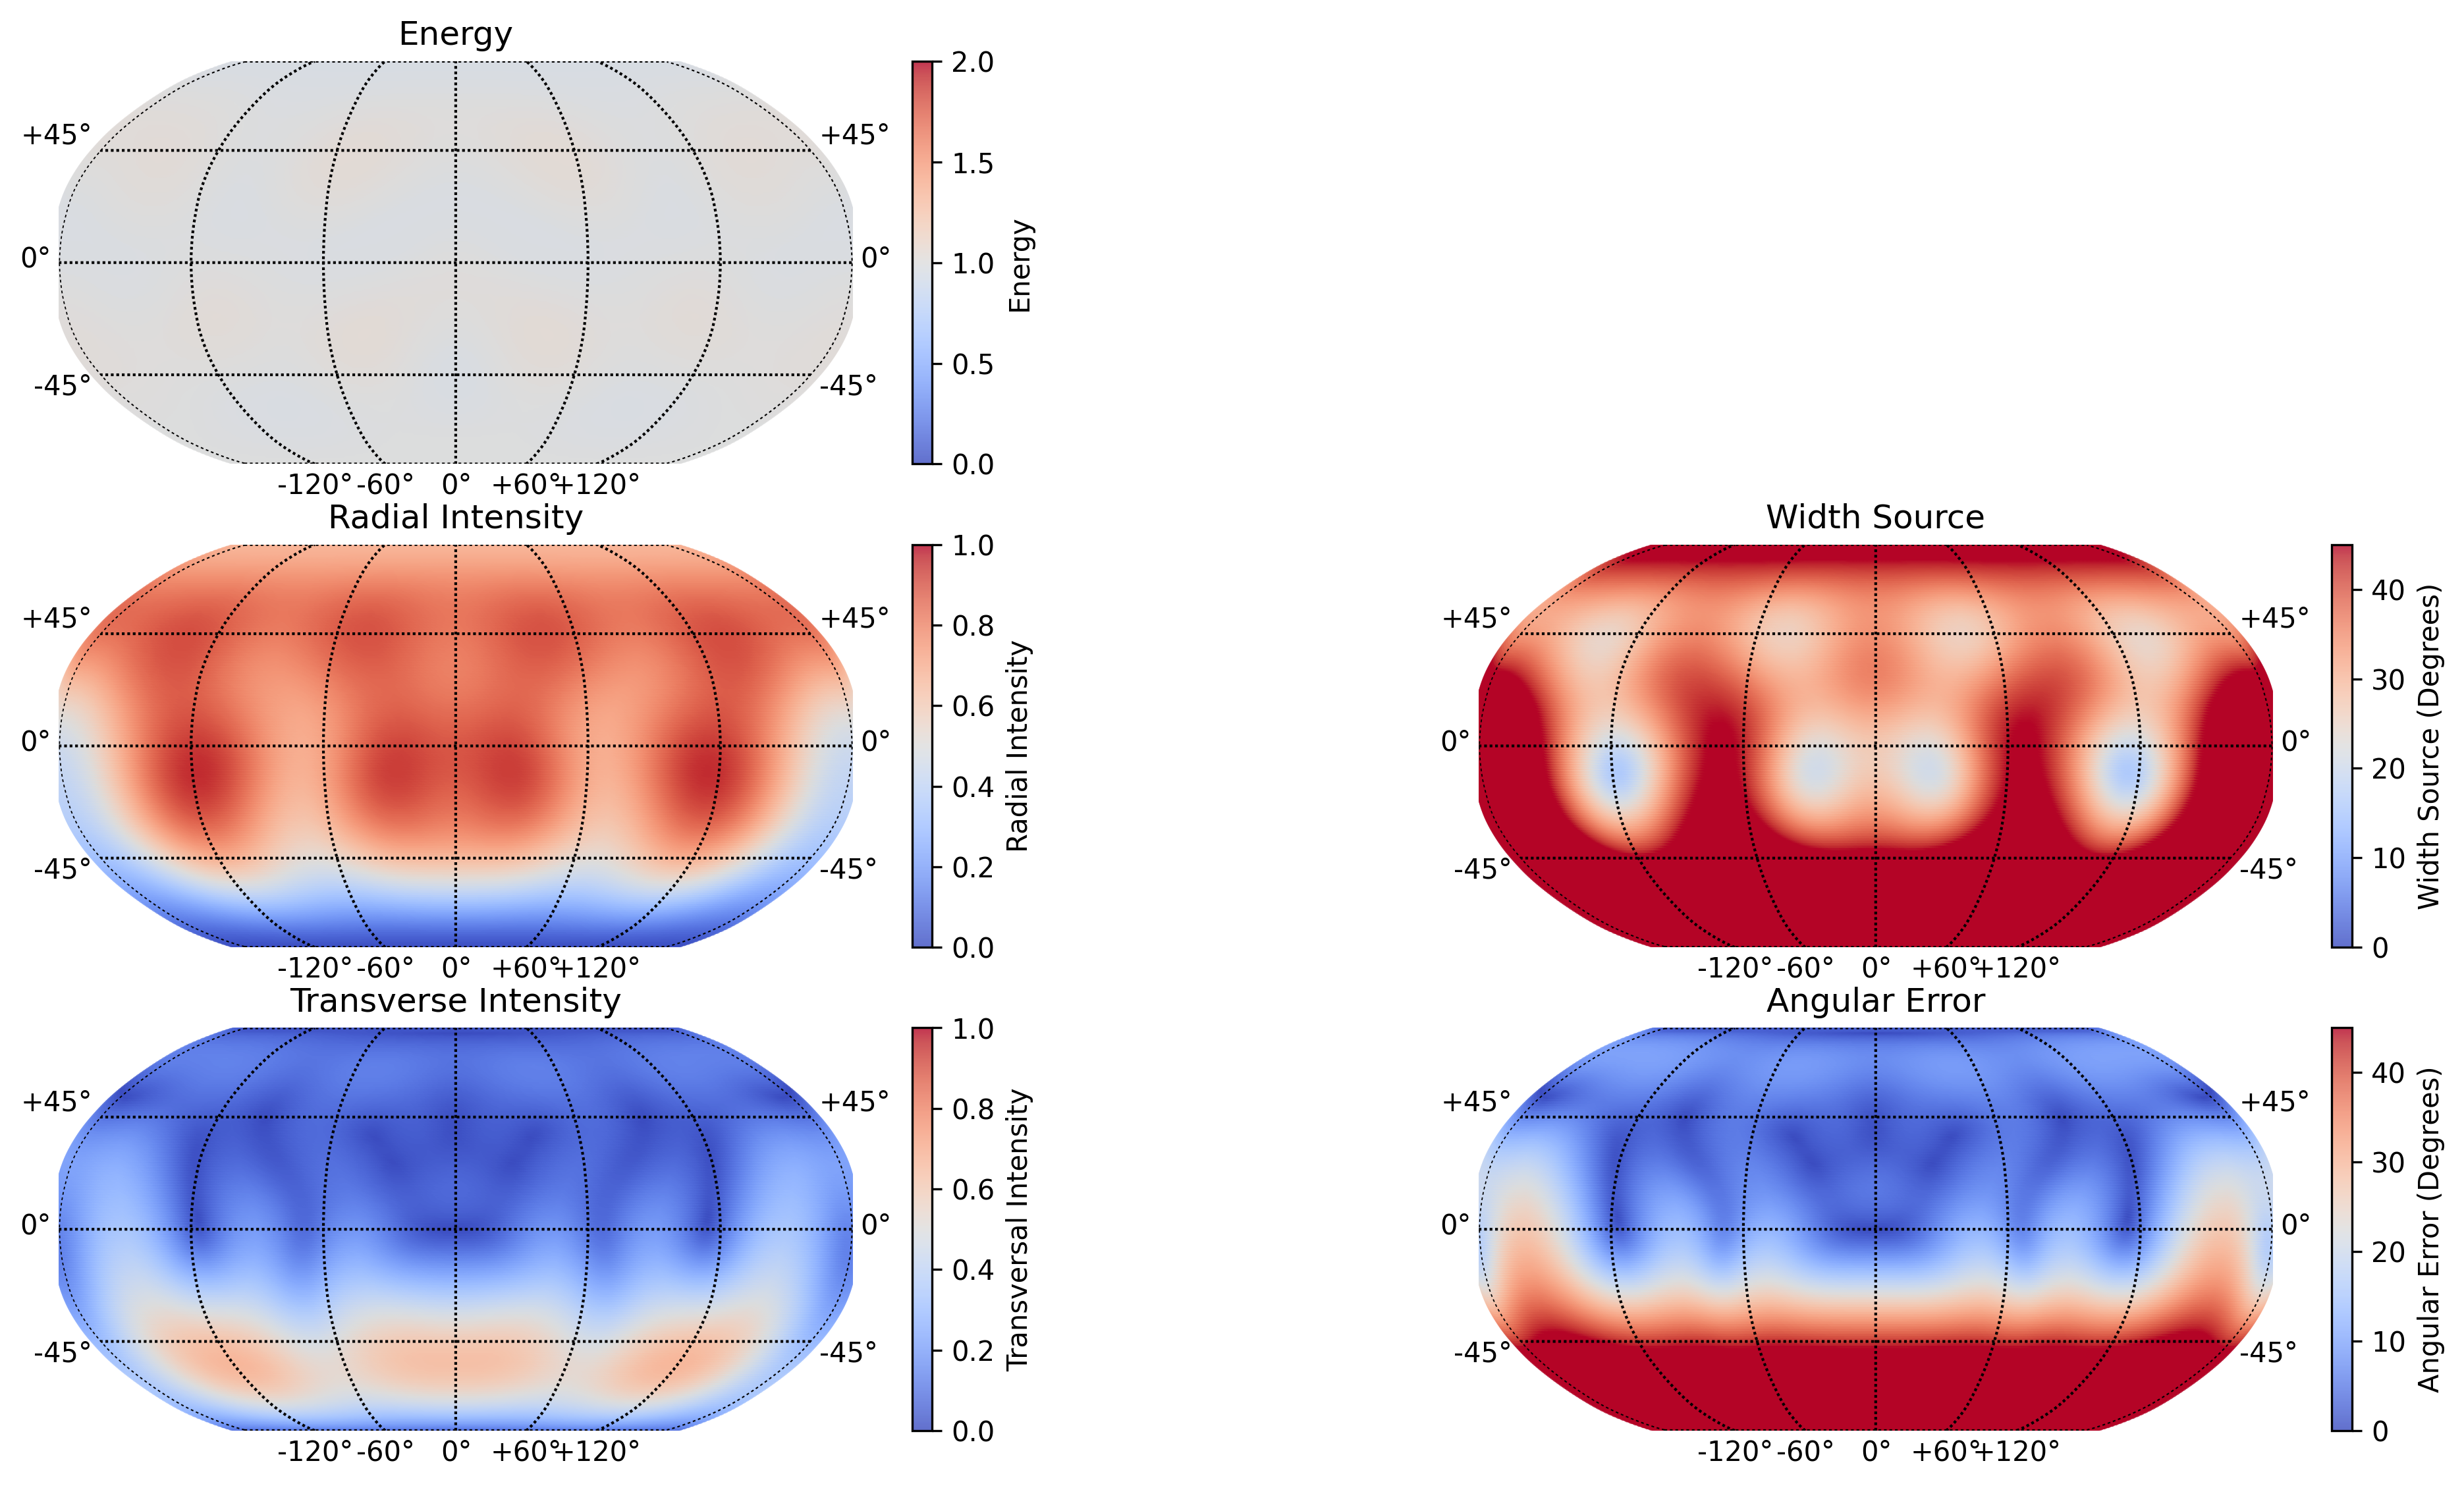 Energy
+45° +45° 2.0
0° 0° 1.5
-45° -45° 1.0
0.5
0.0
Energy
-120° -60° 0° +60° +120°
Radial Intensity
+45° +45° 1.0
0° 0° 0.8
-45° -45° 0.6
0.4
0.2
0.0
Radial Intensity
-120° -60° 0° +60° +120°
Width Source
+45° +45° 40
0° 0° 30
-45° -45° 20
10
0
Width Source (Degrees)
-120° -60° 0° +60° +120°
Transverse Intensity
+45° +45° 1.0
0° 0° 0.8
-45° -45° 0.6
0.4
0.2
0.0
Transversal Intensity
-120° -60° 0° +60° +120°
Angular Error
+45° +45° 40
0° 0° 30
-45° -45° 20
10
0
Angular Error (Degrees)
-120° -60° 0° +60° +120°